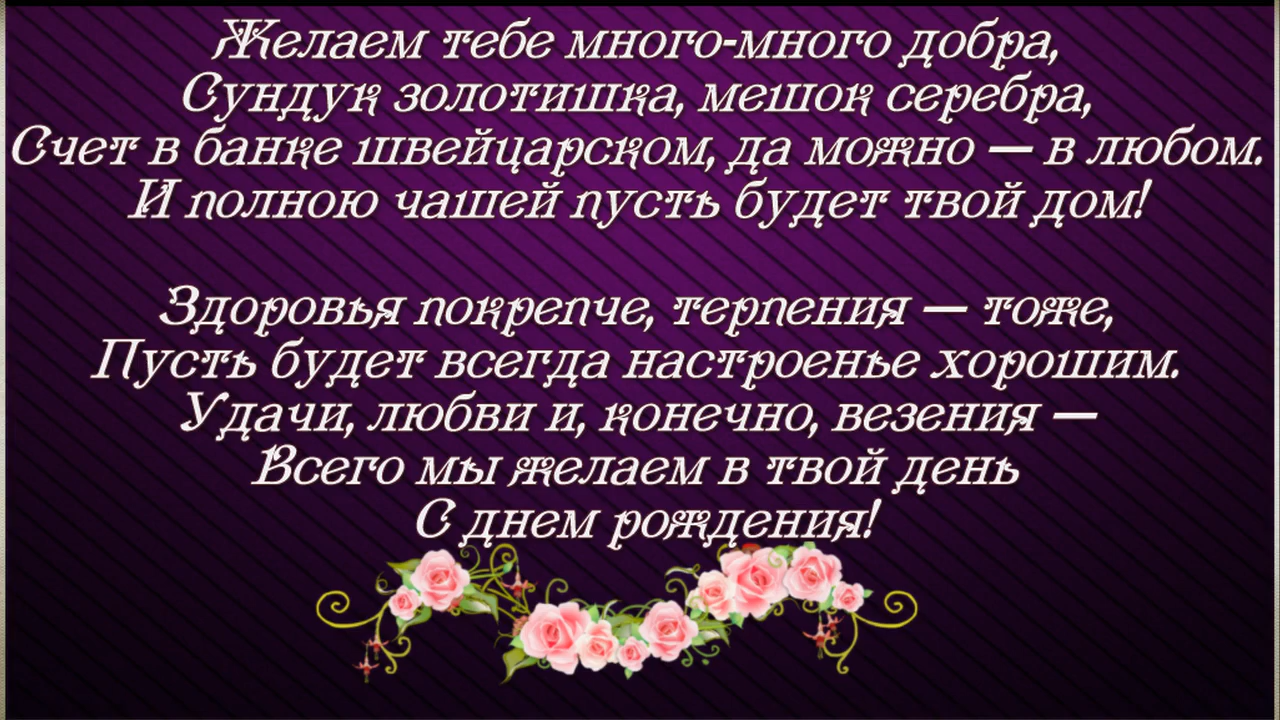 Желаем тебе много-много добра,
Сундук золотишка, мешок серебра,
Счет в банке швейцарском, да можно — в любом.
И полною чашей пусть будет твой дом!
Здоровья покрепче, терпения — тоже,
Пусть будет всегда настроенье хорошим.
Удачи, любви и, конечно, везения —
Всего мы желаем в твой день
С днем рождения!